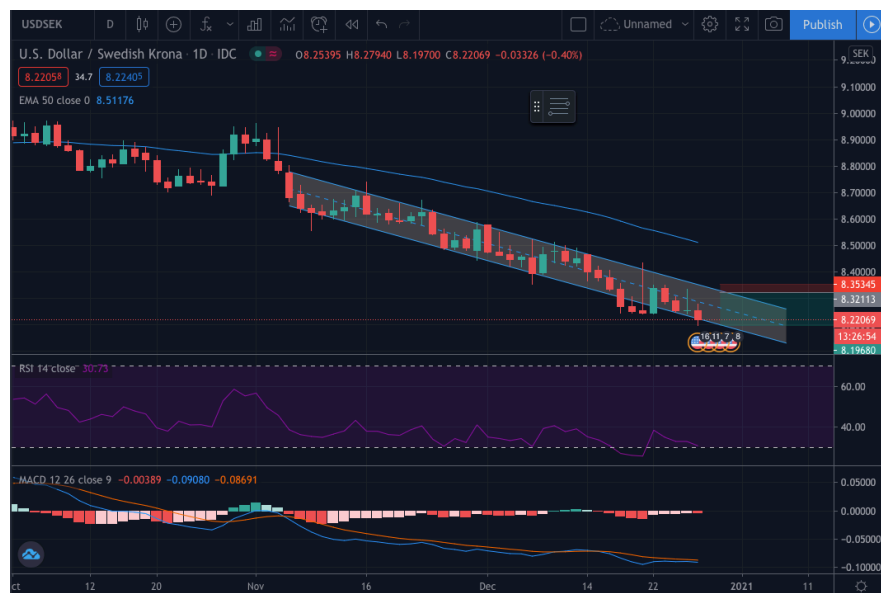 USDSEK D Unnamed Publish
U.S. Dollar / Swedish Krona · 1D · IDC O8.25395 H8.27940 L8.19700 C8.22069 −0.03326 (−0.40%)
SEK
8.22058 34.7 8.22405
EMA 50 close 0 8.51176
9.10000
9.00000
8.90000
8.80000
8.70000
8.60000
8.50000
8.40000
8.35345
8.32113
8.22069
13:26:54
8.19680
16 11 7 8
RSI 14 close 30.73
60.00
40.00
MACD 12 26 close 9 −0.00389 −0.09080 −0.08691
0.05000
0.00000
−0.05000
−0.10000
ct 12 20 Nov 16 Dec 14 22 2021 11